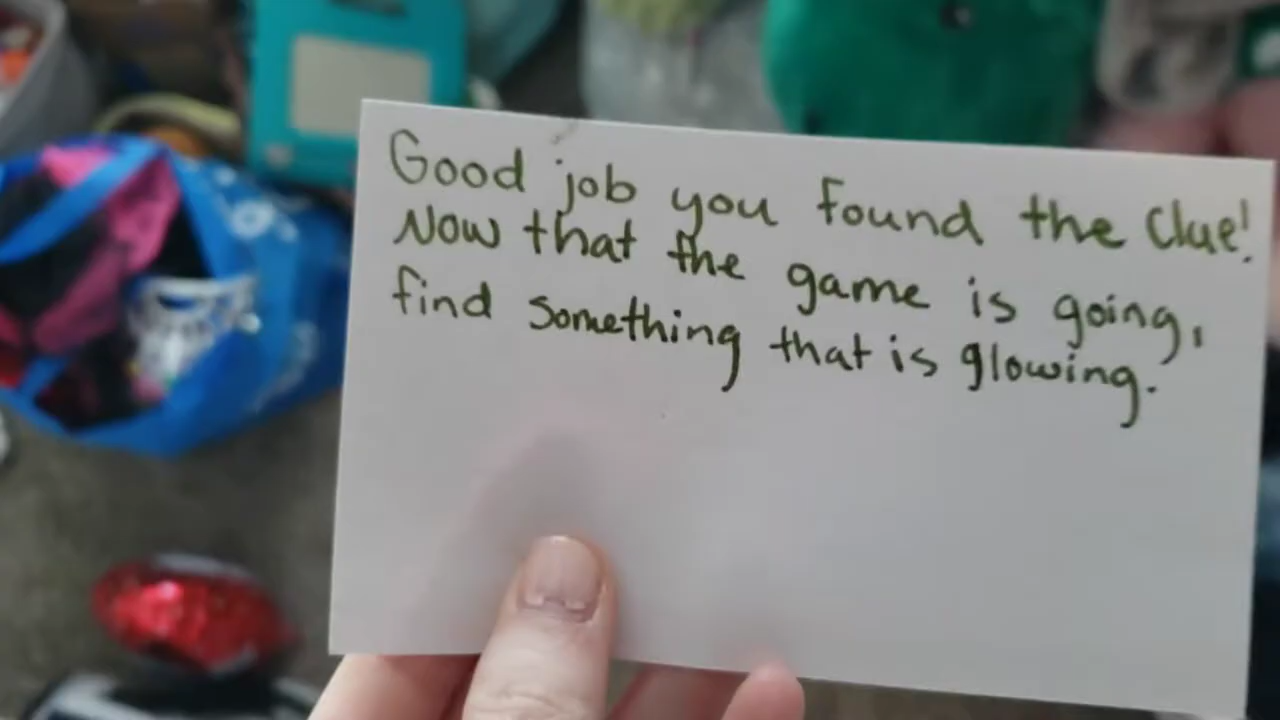 Good job you found the Clue!
Now that the game is going,
find something that is glowing.